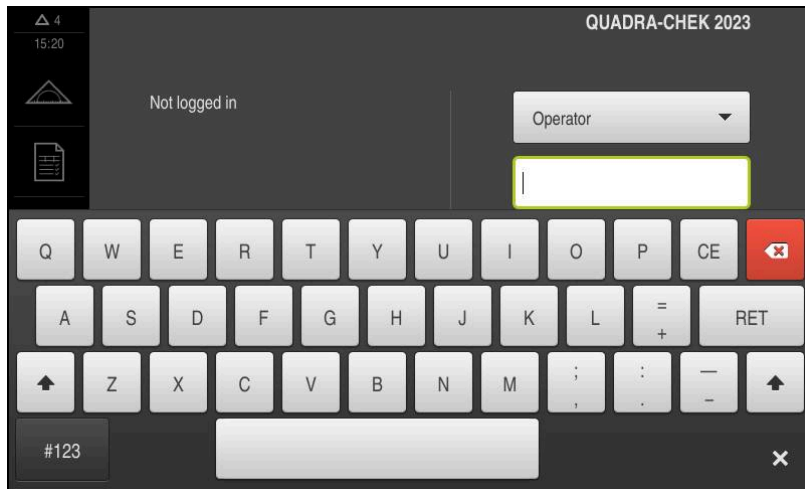 4
QUADRA-CHEK 2023
15:20
Not logged in
Operator
Q W E R T Y U I O P CE
A S D F G H J K L = + RET
Z X C V B N M ; , : . — –
#123